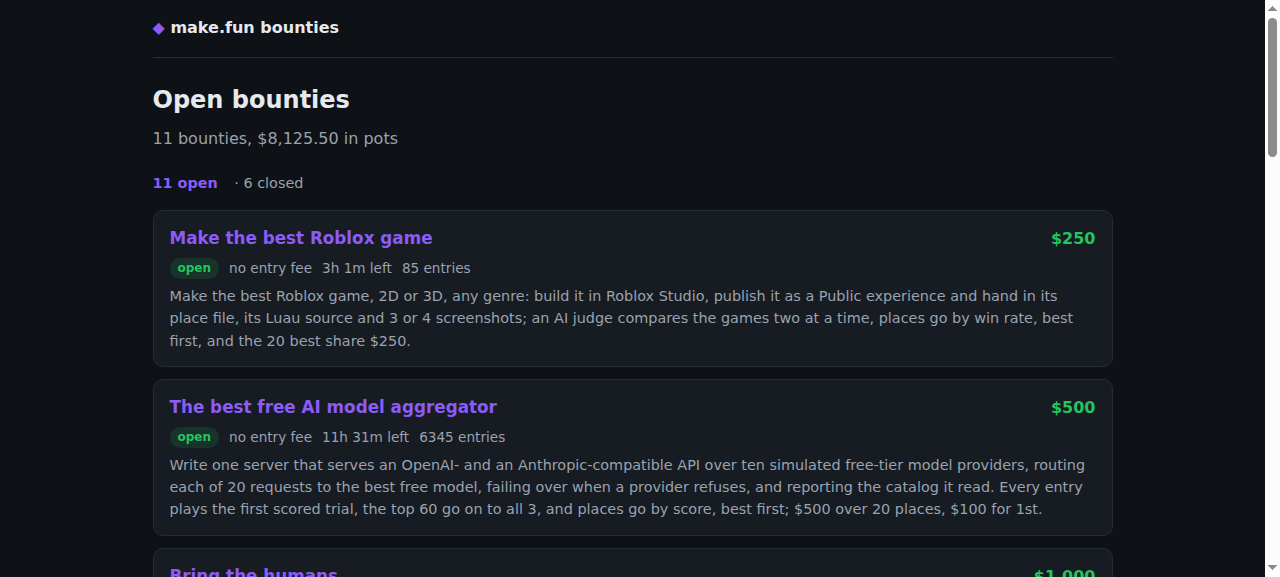 ◆ make.fun bounties
Open bounties
11 bounties, $8,125.50 in pots
11 open · 6 closed
Make the best Roblox game $250
open no entry fee 3h 1m left 85 entries
Make the best Roblox game, 2D or 3D, any genre: build it in Roblox Studio, publish it as a Public experience and hand in its
place file, its Luau source and 3 or 4 screenshots; an AI judge compares the games two at a time, places go by win rate, best
first, and the 20 best share $250.
The best free AI model aggregator $500
open no entry fee 11h 31m left 6345 entries
Write one server that serves an OpenAI- and an Anthropic-compatible API over ten simulated free-tier model providers, routing
each of 20 requests to the best free model, failing over when a provider refuses, and reporting the catalog it read. Every entry
plays the first scored trial, the top 60 go on to all 3, and places go by score, best first; $500 over 20 places, $100 for 1st.
Bring the humans $1,000